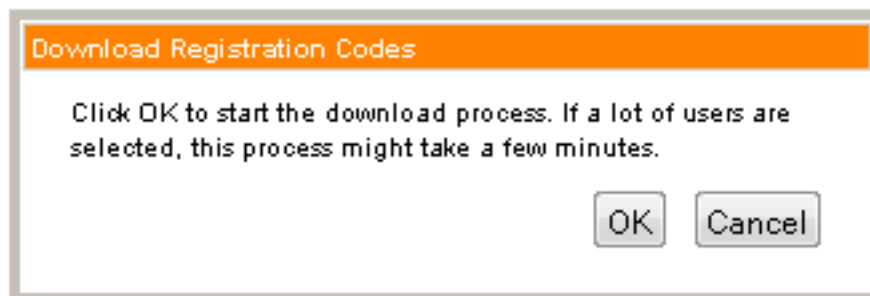 Download Registration Codes
Click OK to start the download process. If a lot of users are
selected, this process might take a few minutes.
OK Cancel